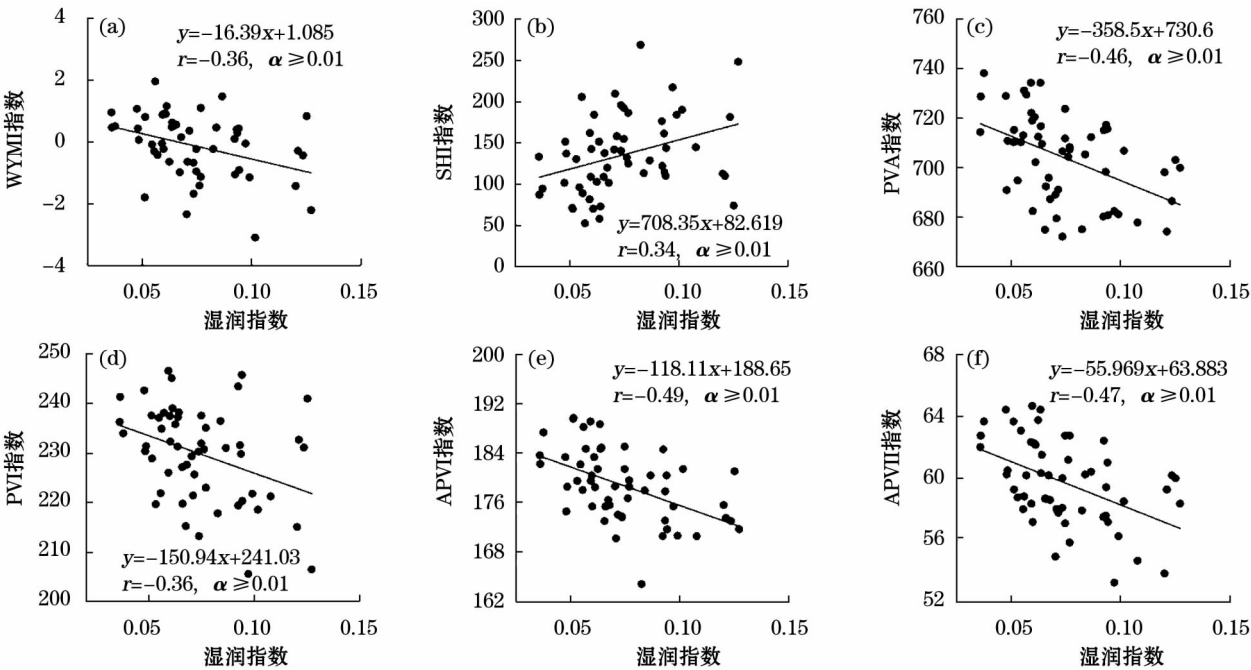 (a)
y=−16.39x+1.085
r=−0.36, α≥0.01
WYMI指数
4
2
0
−2
−4
0.05
0.10
0.15
湿润指数
(b)
y=708.35x+82.619
r=0.34, α≥0.01
SHI指数
300
250
200
150
100
50
0
0.05
0.10
0.15
湿润指数
(c)
y=−358.5x+730.6
r=−0.46, α≥0.01
PVA指数
760
740
720
700
680
660
0.05
0.10
0.15
湿润指数
(d)
y=−150.94x+241.03
r=−0.36, α≥0.01
PVI指数
250
240
230
220
210
200
0.05
0.10
0.15
湿润指数
(e)
y=−118.11x+188.65
r=−0.49, α≥0.01
APVI指数
200
192
184
176
168
162
0.05
0.10
0.15
湿润指数
(f)
y=−55.969x+63.883
r=−0.47, α≥0.01
APVII指数
68
64
60
56
52
0.05
0.10
0.15
湿润指数